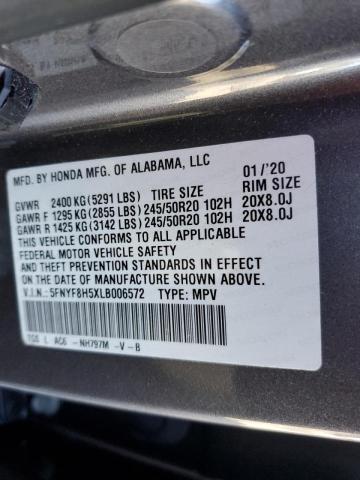 MFD. BY HONDA MFG. OF ALABAMA, LLC 01/'20
GVWR 2400 KG(5291 LBS) TIRE SIZE RIM SIZE
GAWR F 1295 KG(2855 LBS)245/50R20 102H 20X8.0J
GAWR R 1425 KG(3142 LBS)245/50R20 102H 20X8.0J
THIS VEHICLE CONFORMS TO ALL APPLICABLE
FEDERAL MOTOR VEHICLE SAFETY
AND THEFT PREVENTION STANDARDS IN
EFFECT ON THE DATE OF MANUFACTURE
SHOWN ABOVE.
V.I.N: 5FNYF8H5XLB006572 TYPE: MPV
TGS L AC6 -NH797M -V-B